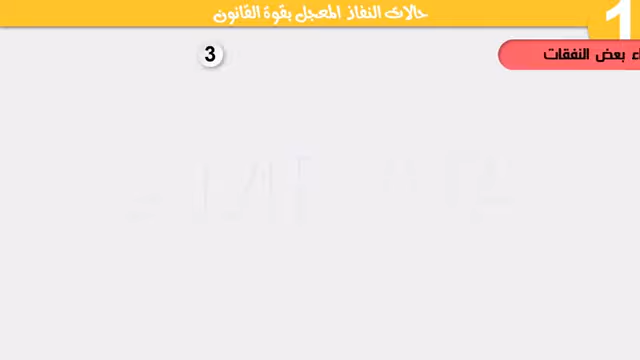 حالات النفاذ المعجل بقوة القانون
1
بعض النفقات
3